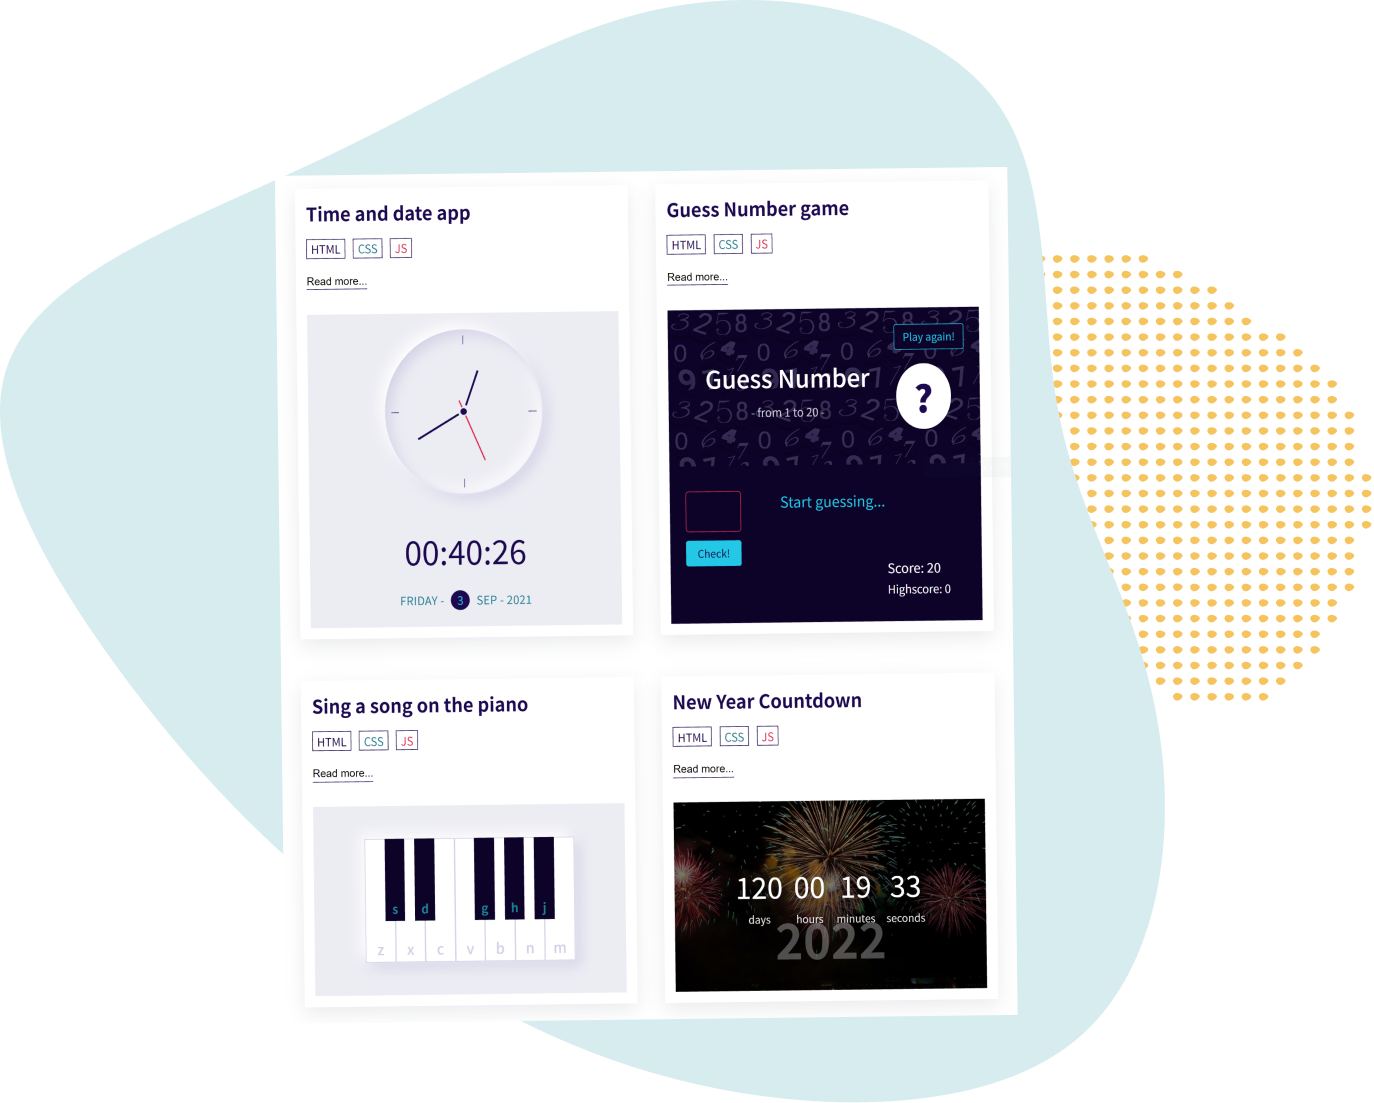 Time and date app
HTML CSS JS
Read more...
00:40:26
FRIDAY - 3 SEP - 2021
Guess Number game
HTML CSS JS
Read more...
Play again!
Guess Number
- from 1 to 20 -
?
Start guessing...
Check!
Score: 20
Highscore: 0
Sing a song on the piano
HTML CSS JS
Read more...
s d g h j
z x c v b n m
New Year Countdown
HTML CSS JS
Read more...
120 00 19 33
days hours minutes seconds
2022